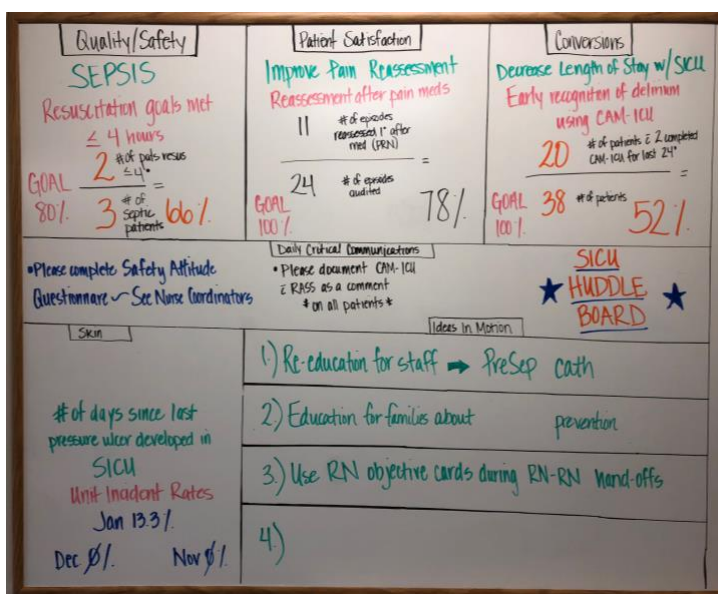 Quality/Safety
SEPSIS
Resuscitation goals met
≤ 4 hours
2 # of pats resus
≤ 4°
=
GOAL
80%
3 # of
septic
patients
66%
Patient Satisfaction
Improve Pain Reassessment
Reassessment after pain meds
11 # of episodes
reassessed 1° after
med (PRN)
=
24 # of episodes
audited
GOAL
100%
78%
Conversions
Decrease Length of Stay w/ SICU
Early recogniton of delirium
using CAM-ICU
20 # of patients c̄ 2 completed
CAM-ICU for last 24°
=
GOAL
100%
38 # of patients
52%
•Please complete Safety Attitude
Questionnare ~ See Nurse Coordinators
Daily Critical Communications
• Please document CAM-ICU
c̄ RASS as a comment
* on all patients *
SICU
★ HUDDLE ★
BOARD
Skin
# of days since last
pressure ulcer developed in
SICU
Unit Incident Rates
Jan 13.3%
Dec 0% Nov 0%
Ideas In Motion
1.) Re-education for staff ➡ PreSep cath
2.) Education for families about prevention
3.) Use RN objective cards during RN-RN hand-offs
4.)